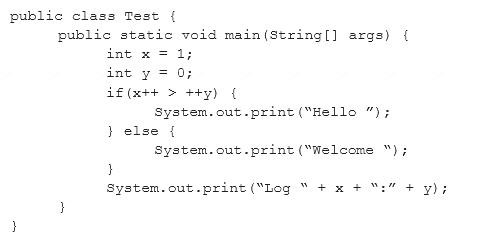 public class Test {
public static void main(String[] args) {
int x = 1;
int y = 0;
if(x++ > ++y) {
System.out.print(“Hello ”);
} else {
System.out.print(“Welcome “);
}
System.out.print(“Log “ + x + “:” + y);
}
}